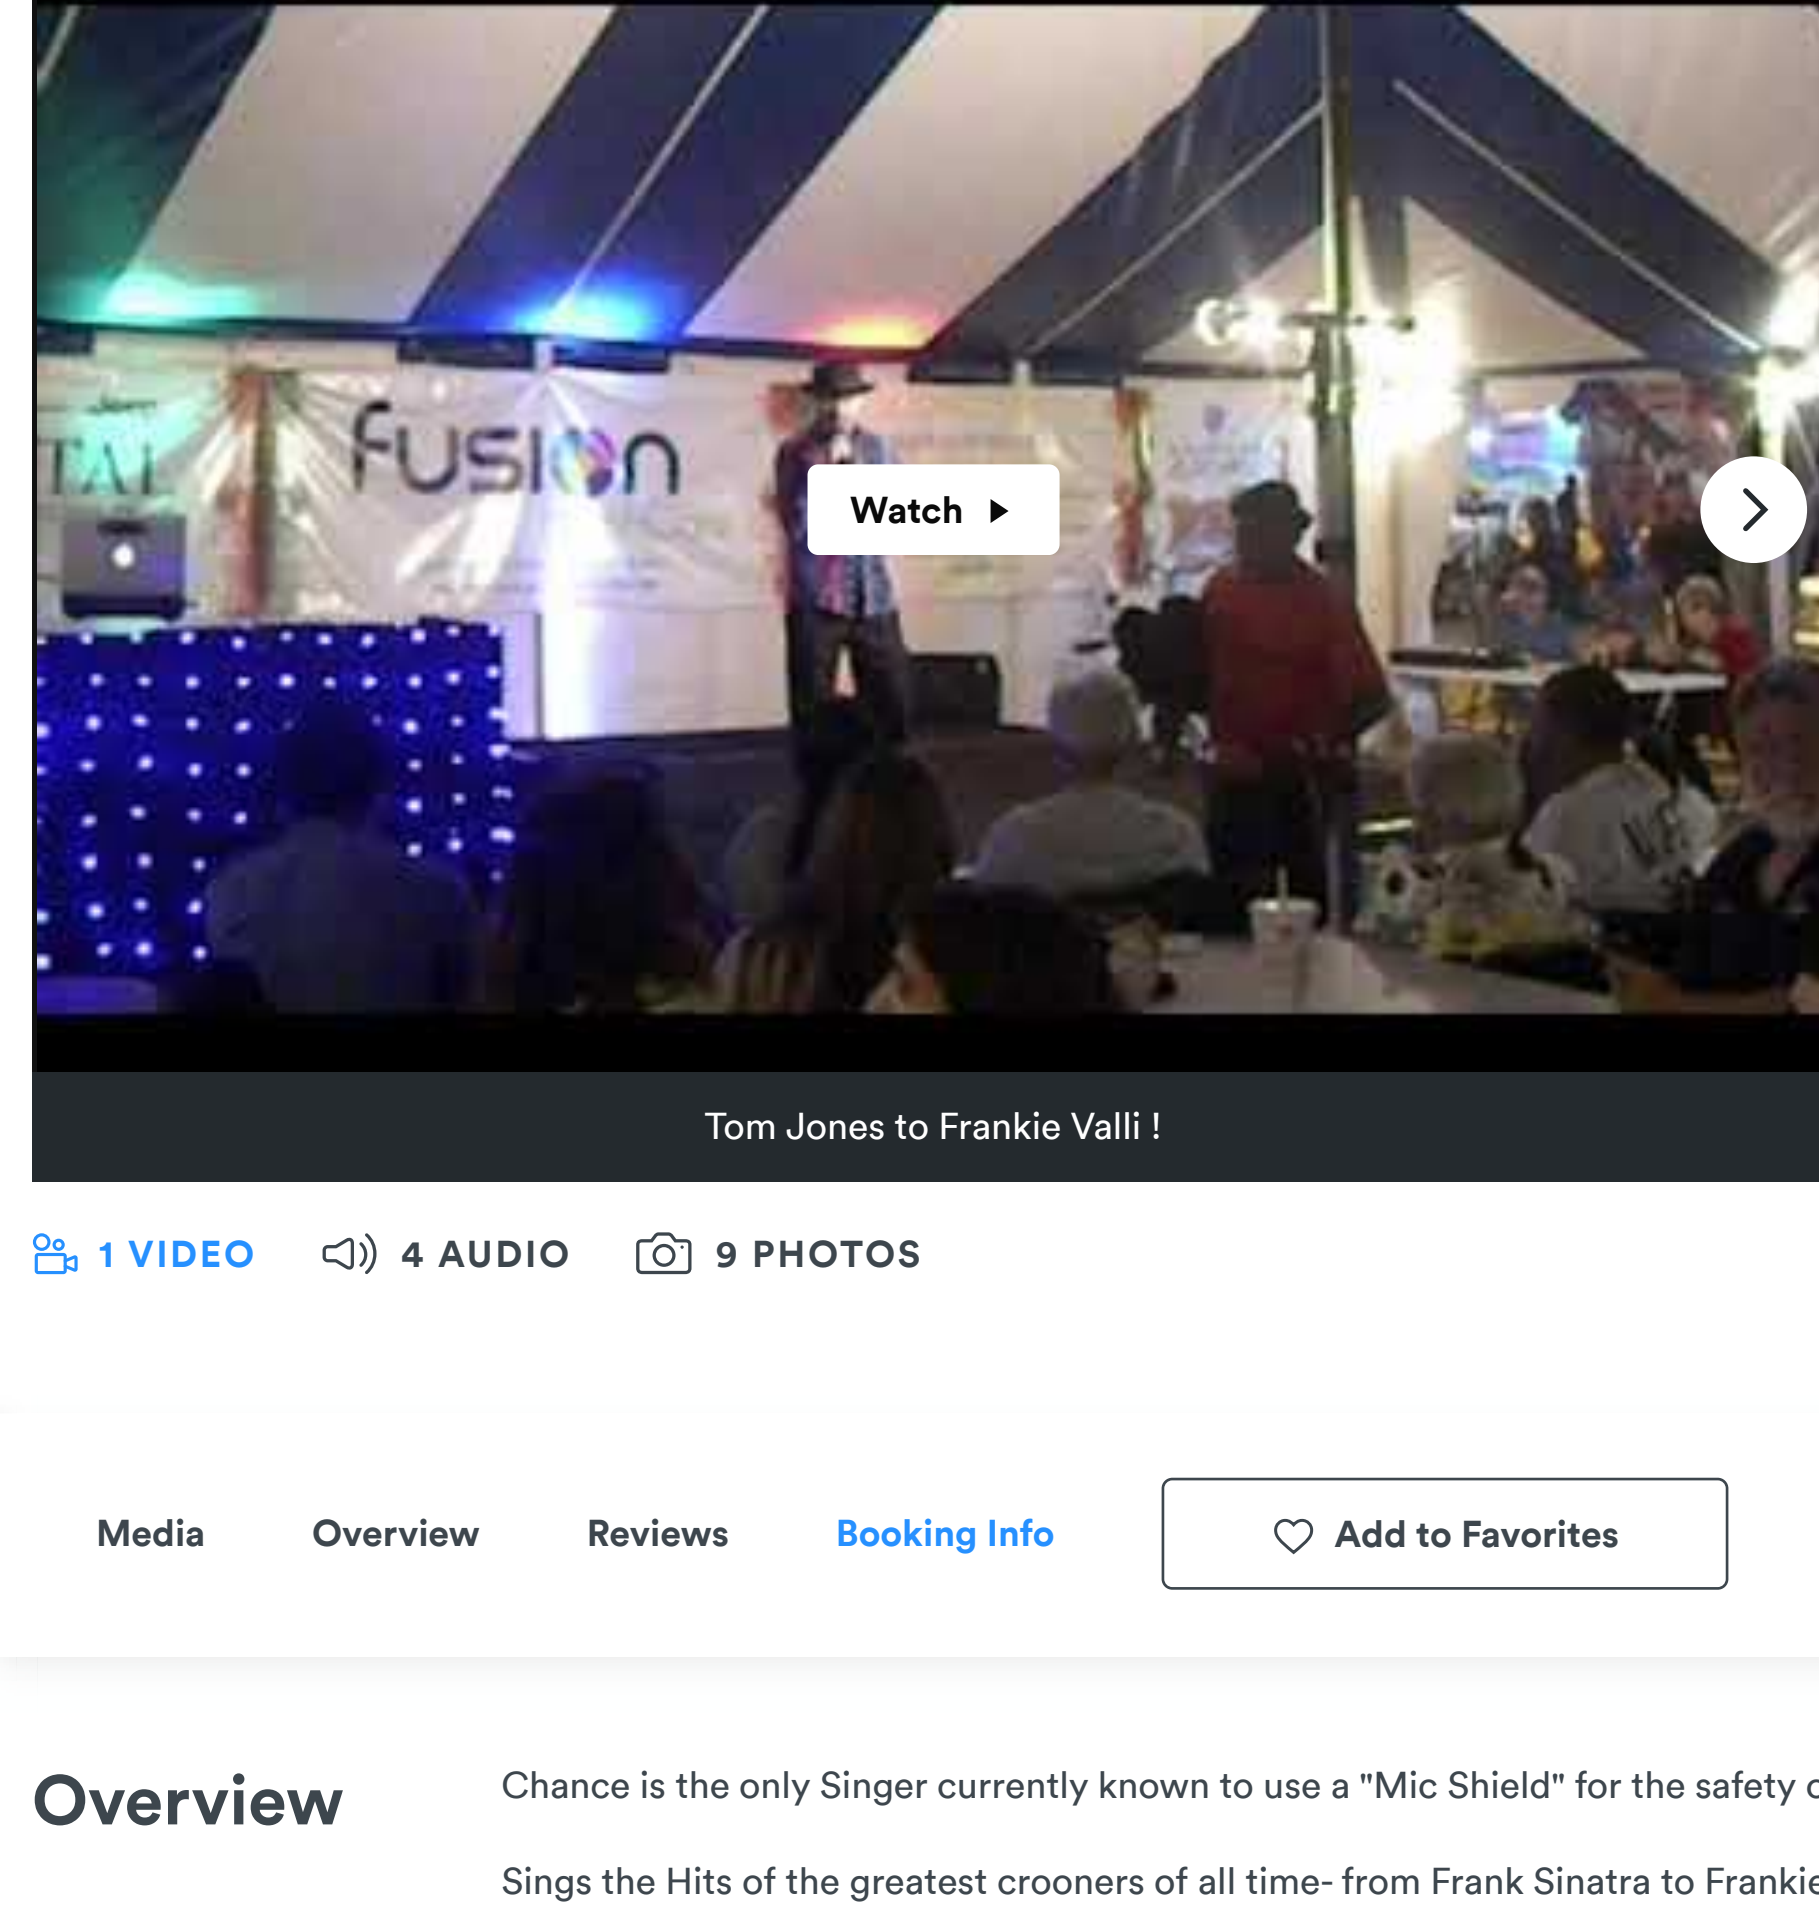 TAL
fusion
Watch
Tom Jones to Frankie Valli !
1 VIDEO
4 AUDIO
9 PHOTOS
Media
Overview
Reviews
Booking Info
Add to Favorites
Overview
Chance is the only Singer currently known to use a "Mic Shield" for the safety
Sings the Hits of the greatest crooners of all time- from Frank Sinatra to Frankie